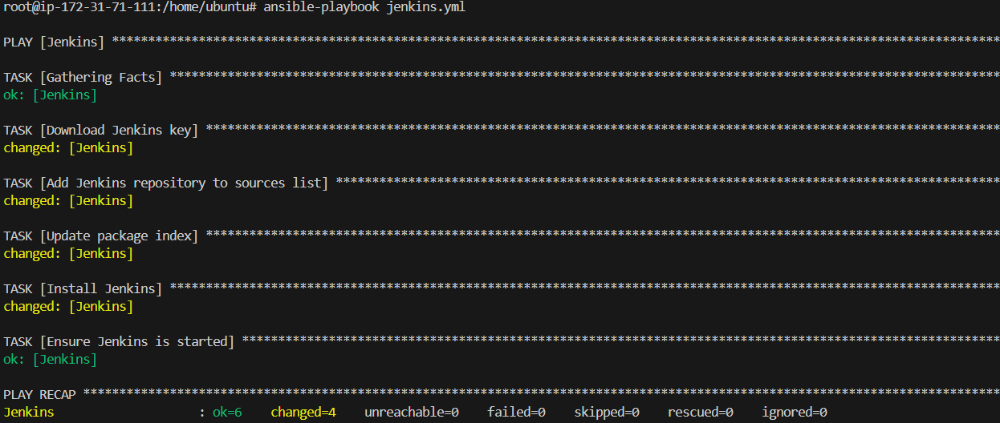 root@ip-172-31-71-111:/home/ubuntu# ansible-playbook jenkins.yml
PLAY [Jenkins] ***************************************************************************************************************************
TASK [Gathering Facts] *******************************************************************************************************************
ok: [Jenkins]
TASK [Download Jenkins key] **************************************************************************************************************
changed: [Jenkins]
TASK [Add Jenkins repository to sources list] ********************************************************************************************
changed: [Jenkins]
TASK [Update package index] **************************************************************************************************************
changed: [Jenkins]
TASK [Install Jenkins] *******************************************************************************************************************
changed: [Jenkins]
TASK [Ensure Jenkins is started] *********************************************************************************************************
ok: [Jenkins]
PLAY RECAP *******************************************************************************************************************************
Jenkins                    : ok=6    changed=4    unreachable=0    failed=0    skipped=0    rescued=0    ignored=0